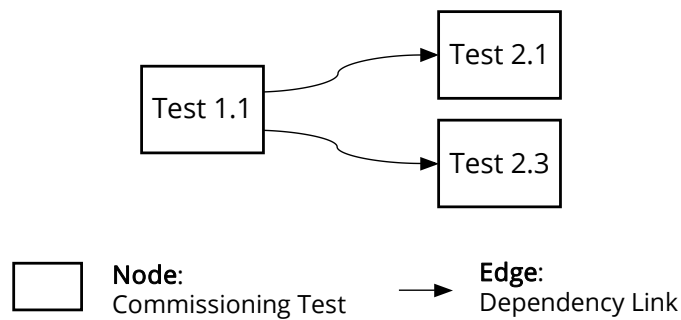 Test 2.1
Test 1.1
Test 2.3
Node:
Commissioning Test
Edge:
Dependency Link